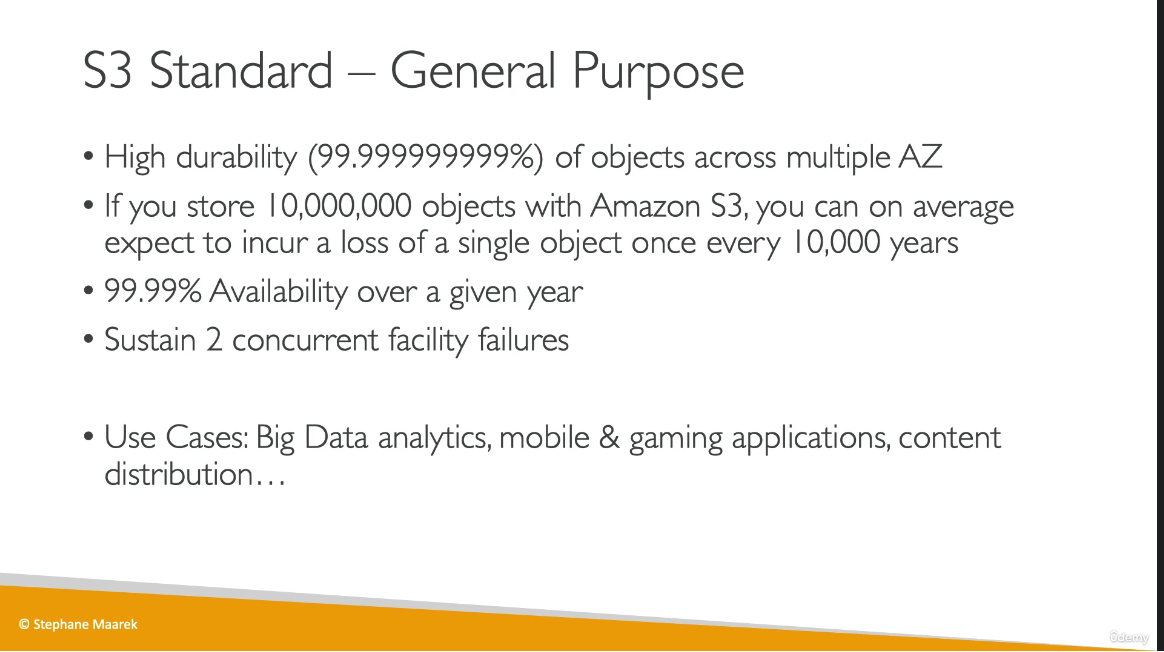 S3 Standard – General Purpose
• High durability (99.999999999%) of objects across multiple AZ
• If you store 10,000,000 objects with Amazon S3, you can on average
expect to incur a loss of a single object once every 10,000 years
• 99.99% Availability over a given year
• Sustain 2 concurrent facility failures
• Use Cases: Big Data analytics, mobile & gaming applications, content
distribution…
© Stephane Maarek
ûdemy